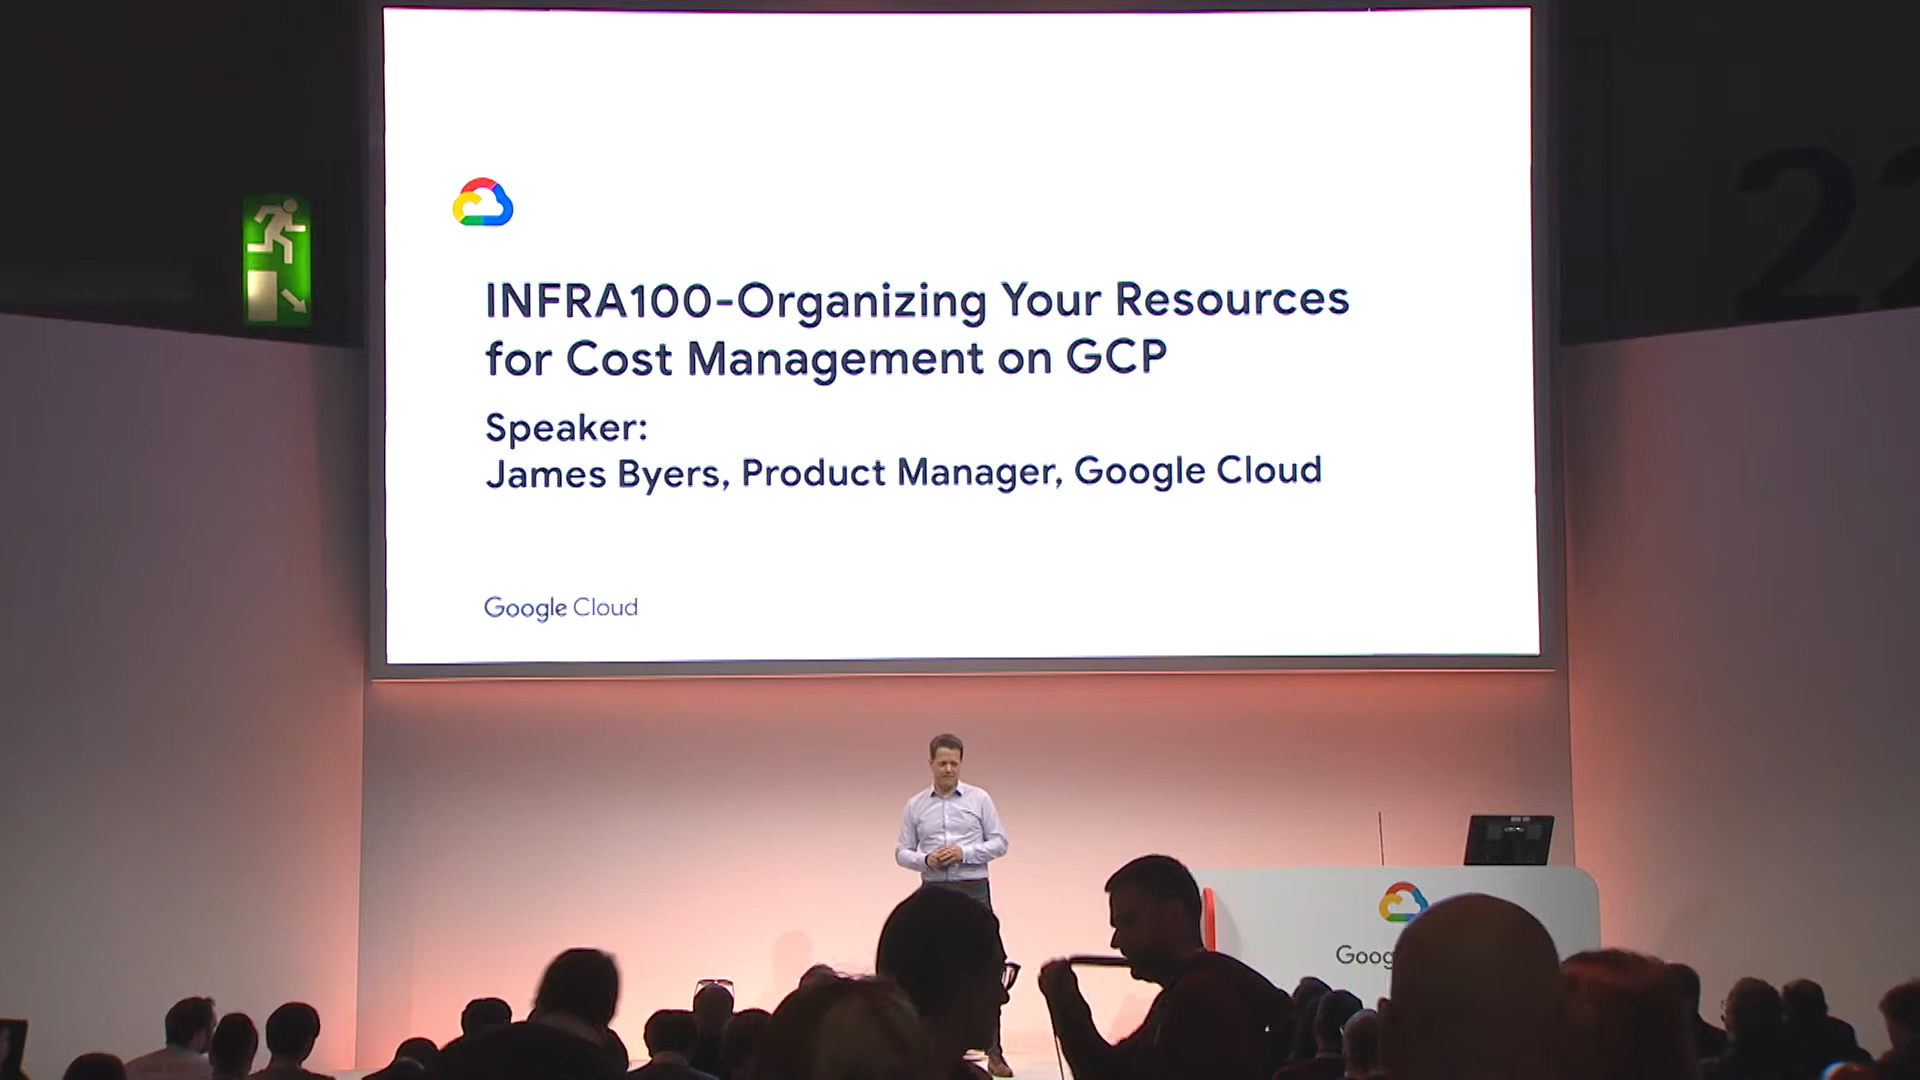 INFRA100-Organizing Your Resources
for Cost Management on GCP
Speaker:
James Byers, Product Manager, Google Cloud
Google Cloud
22
Goog